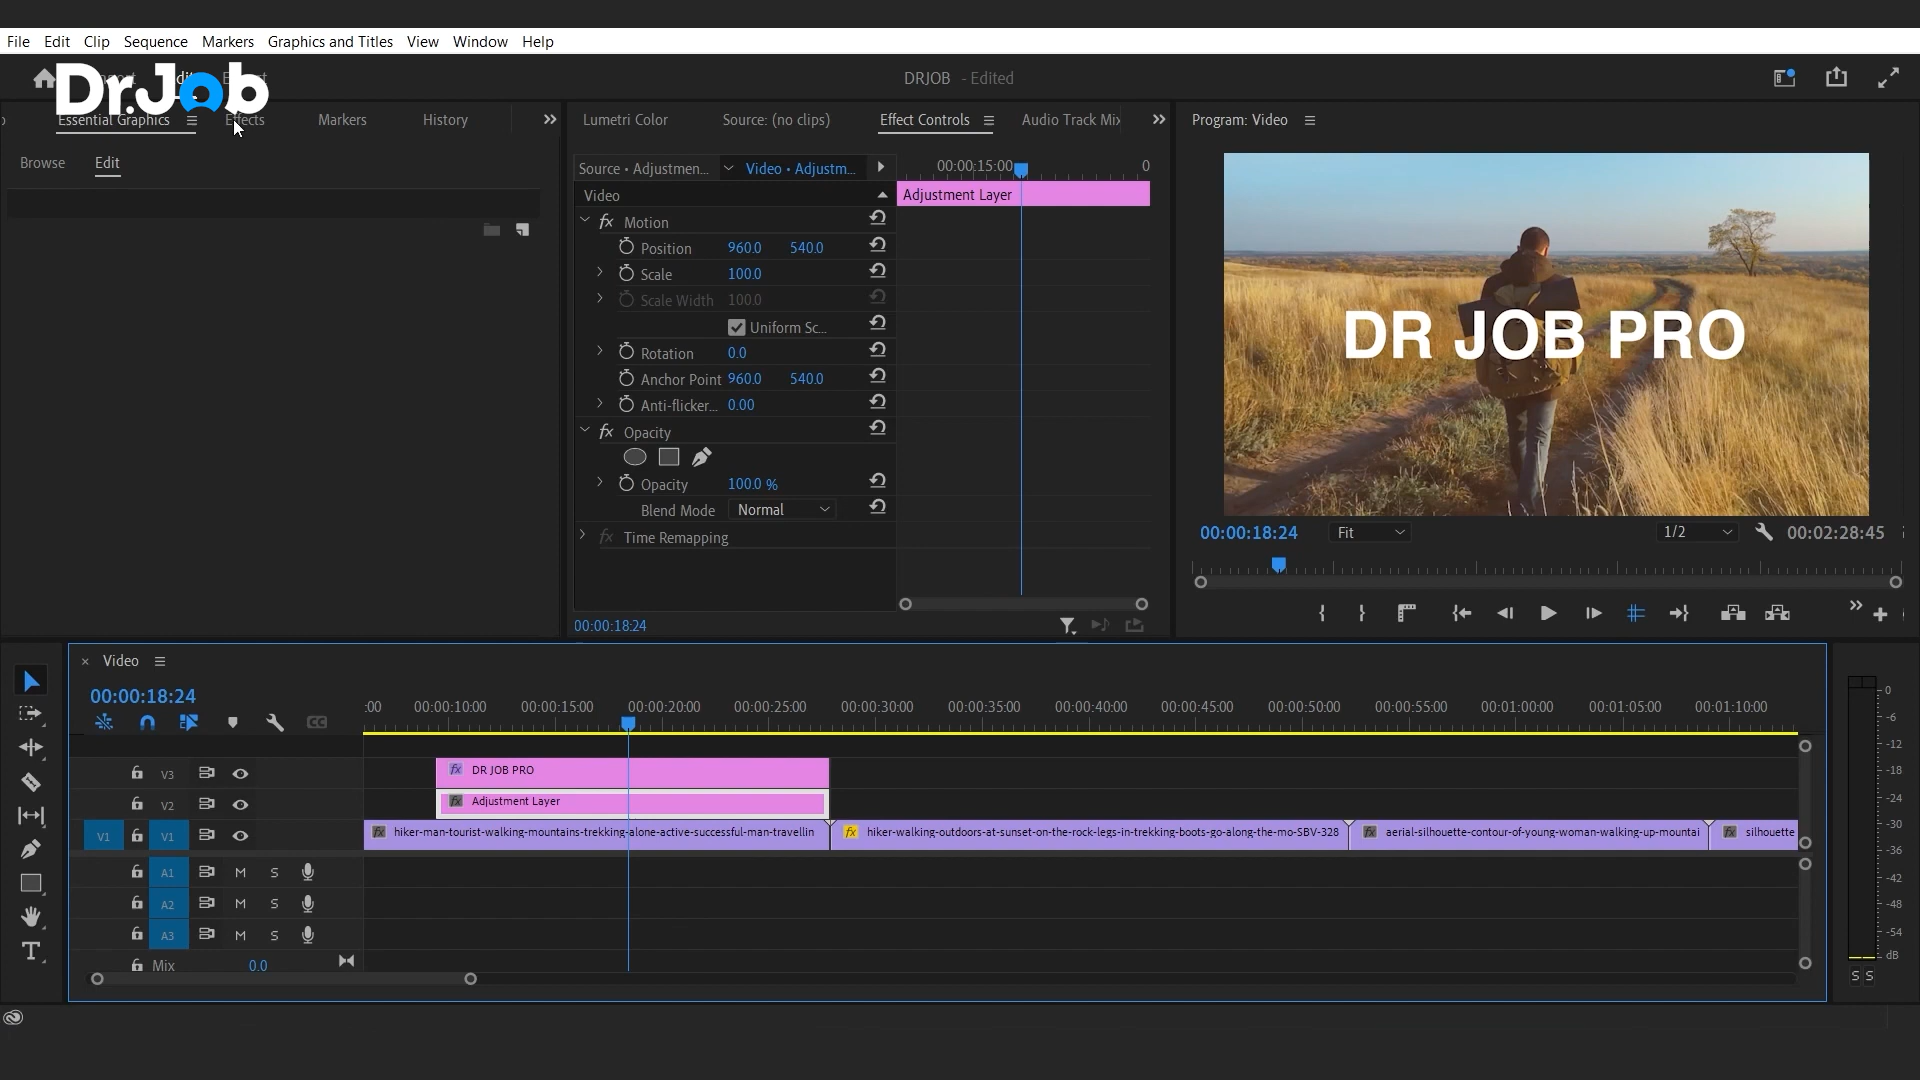 File Edit Clip Sequence Markers Graphics and Titles View Window Help
Dr.Job
DRJOB - Edited
Essential Graphics Effects Markers History
Browse Edit
Lumetri Color Source: (no clips) Effect Controls Audio Track Mix
Source • Adjustmen... Video • Adjustm... 00:00:15:00 0
Video Adjustment Layer
fx Motion
Position 960.0 540.0
Scale 100.0
Scale Width 100.0
Uniform Sc...
Rotation 0.0
Anchor Point 960.0 540.0
Anti-flicker... 0.00
fx Opacity
Opacity 100.0 %
Blend Mode Normal
fx Time Remapping
00:00:18:24
Program: Video
DR JOB PRO
00:00:18:24 Fit 1/2 00:02:28:45
× Video
00:00:18:24
:00 00:00:10:00 00:00:15:00 00:00:20:00 00:00:25:00 00:00:30:00 00:00:35:00 00:00:40:00 00:00:45:00 00:00:50:00 00:00:55:00 00:01:00:00 00:01:05:00 00:01:10:00
CC
V3 fx DR JOB PRO
V2 fx Adjustment Layer
V1 V1 fx hiker-man-tourist-walking-mountains-trekking-alone-active-successful-man-travellin fx hiker-walking-outdoors-at-sunset-on-the-rock-legs-in-trekking-boots-go-along-the-mo-SBV-328 fx aerial-silhouette-contour-of-young-woman-walking-up-mountai fx silhouette
A1 M S
A2 M S
A3 M S
Mix 0.0
T
0
-6
-12
-18
-24
-30
-36
-42
-48
-54
dB
S S